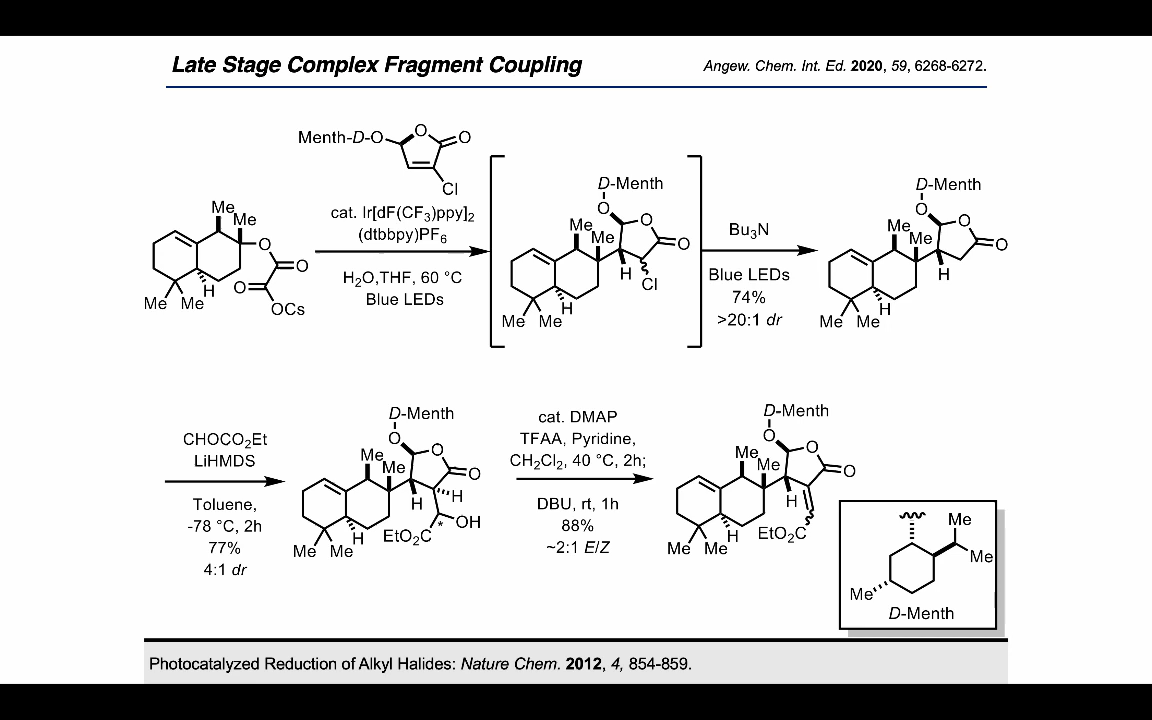 Late Stage Complex Fragment Coupling
Angew. Chem. Int. Ed. 2020, 59, 6268-6272.
Menth-D-O
O
O
Cl
cat. Ir[dF(CF3)ppy]2
(dtbbpy)PF6
H2O,THF, 60 °C
Blue LEDs
Me
Me
O
O
O
OCs
H
Me
Me
D-Menth
O
O
O
Me
Me
H
Cl
H
Me
Me
Bu3N
Blue LEDs
74%
>20:1 dr
D-Menth
O
O
O
Me
Me
H
H
Me
Me
CHOCO2Et
LiHMDS
Toluene,
-78 °C, 2h
77%
4:1 dr
D-Menth
O
O
O
Me
Me
H
H
OH
*
EtO2C
H
Me
Me
cat. DMAP
TFAA, Pyridine,
CH2Cl2, 40 °C, 2h;
DBU, rt, 1h
88%
~2:1 E/Z
D-Menth
O
O
O
Me
Me
H
EtO2C
H
Me
Me
Me
Me
Me
D-Menth
Photocatalyzed Reduction of Alkyl Halides: Nature Chem. 2012, 4, 854-859.